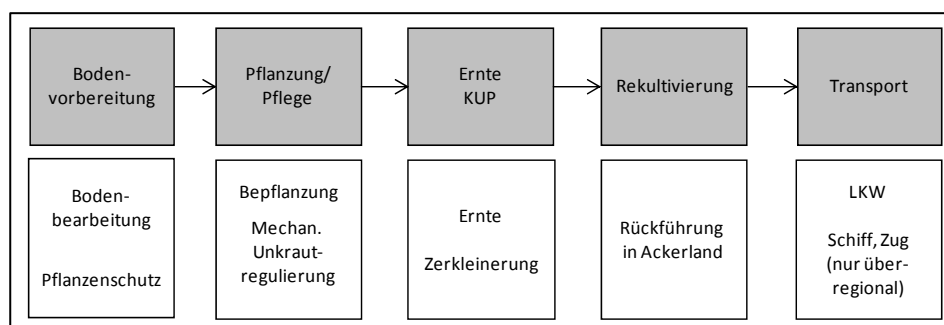 Boden-
vorbereitung
Pflanzung/
Pflege
Ernte
KUP
Rekultivierung
Transport
Boden-
bearbeitung
Pflanzenschutz
Bepflanzung
Mechan.
Unkraut-
regulierung
Ernte
Zerkleinerung
Rückführung
in Ackerland
LKW
Schiff, Zug
(nur über-
regional)